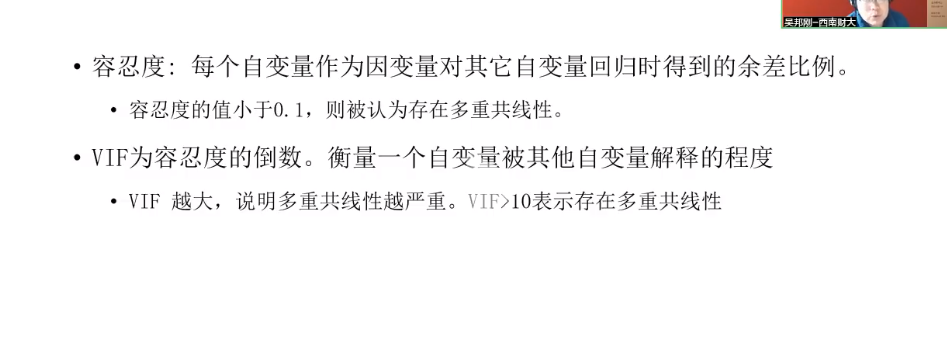 吴邦刚-西南财大
• 容忍度: 每个自变量作为因变量对其它自变量回归时得到的余差比例。
• 容忍度的值小于0.1, 则被认为存在多重共线性。
• VIF为容忍度的倒数。衡量一个自变量被其他自变量解释的程度
• VIF 越大, 说明多重共线性越严重。VIF>10表示存在多重共线性